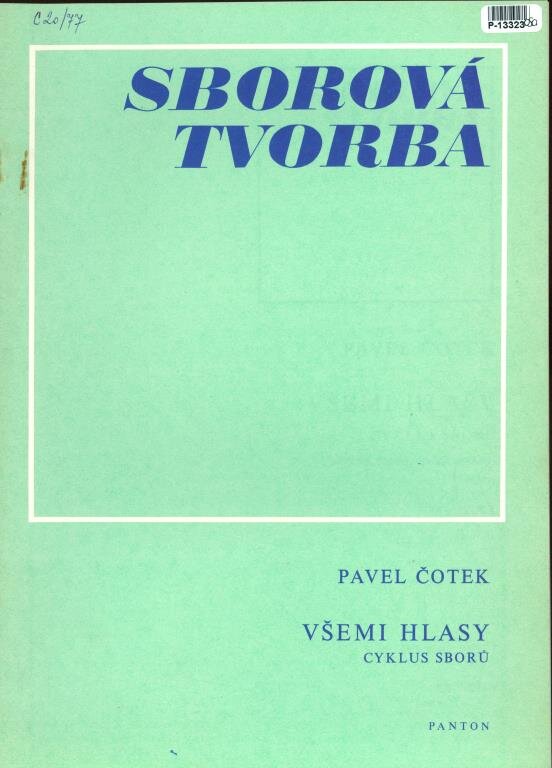 C20/77
P-13323
SBOROVÁ
TVORBA
PAVEL ČOTEK
VŠEMI HLASY
CYKLUS SBORŮ
PANTON